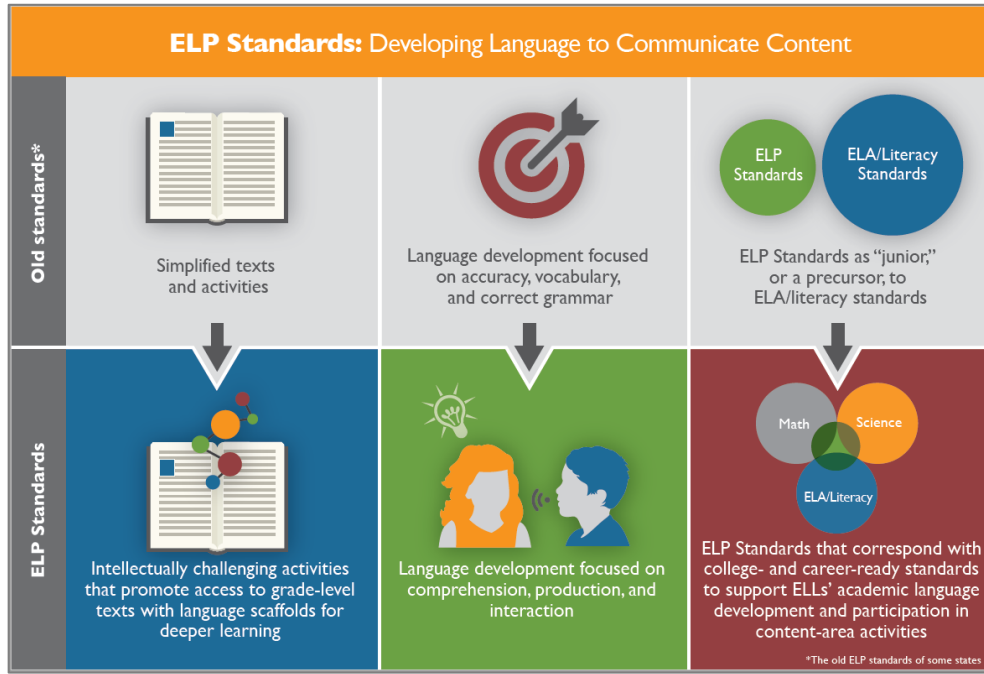 ELP Standards: Developing Language to Communicate Content
Old standards*
Simplified texts
and activities
Language development focused
on accuracy, vocabulary,
and correct grammar
ELP
Standards
ELA/Literacy
Standards
ELP Standards as “junior,”
or a precursor, to
ELA/literacy standards
ELP Standards
Intellectually challenging activities
that promote access to grade-level
texts with language scaffolds for
deeper learning
Language development focused on
comprehension, production, and
interaction
Math
Science
ELA/Literacy
ELP Standards that correspond with
college- and career-ready standards
to support ELLs’ academic language
development and participation in
content-area activities
*The old ELP standards of some states